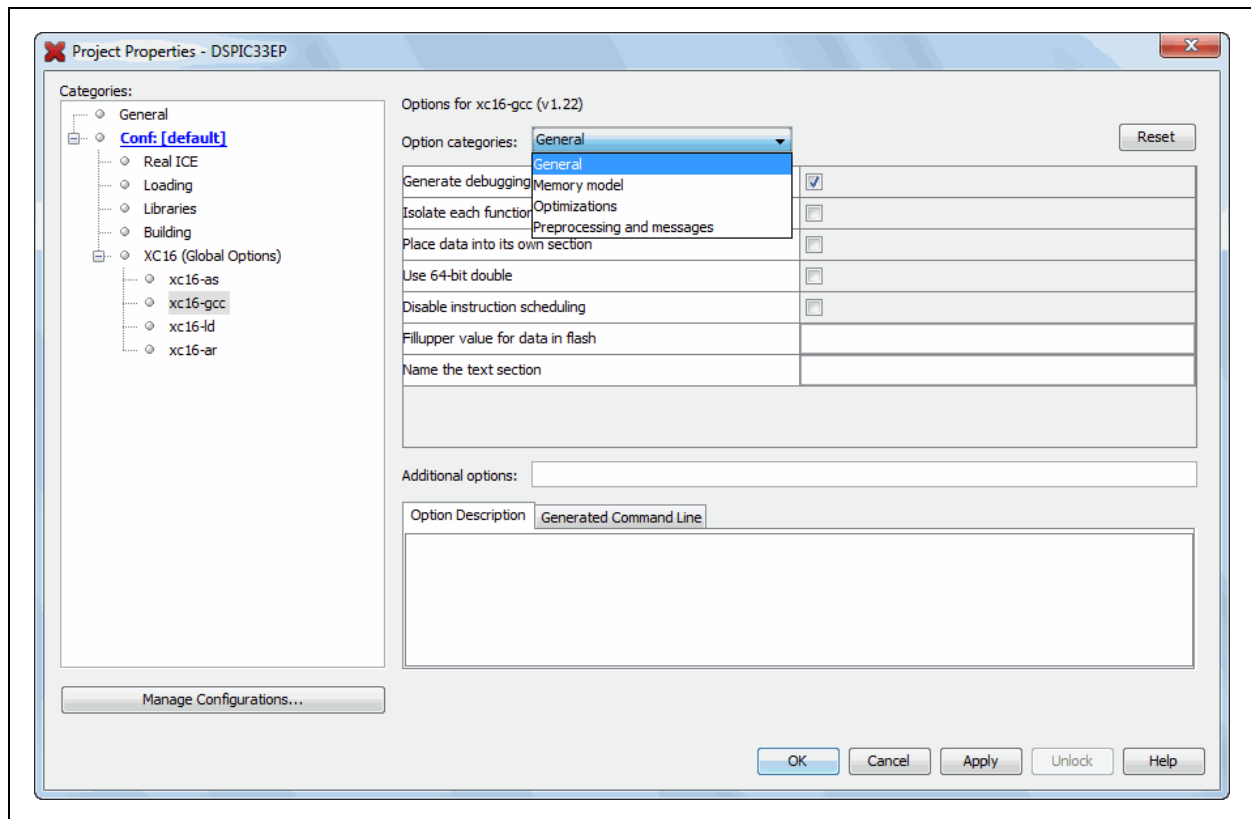 Project Properties - DSPIC33EP
X
Categories:
General
Conf: [default]
Real ICE
Loading
Libraries
Building
XC16 (Global Options)
xc16-as
xc16-gcc
xc16-ld
xc16-ar
Manage Configurations...
Options for xc16-gcc (v1.22)
Option categories: General
Reset
General
Memory model
Optimizations
Preprocessing and messages
Generate debugging
Isolate each function
Place data into its own section
Use 64-bit double
Disable instruction scheduling
Fillupper value for data in flash
Name the text section
Additional options:
Option Description Generated Command Line
OK Cancel Apply Unlock Help